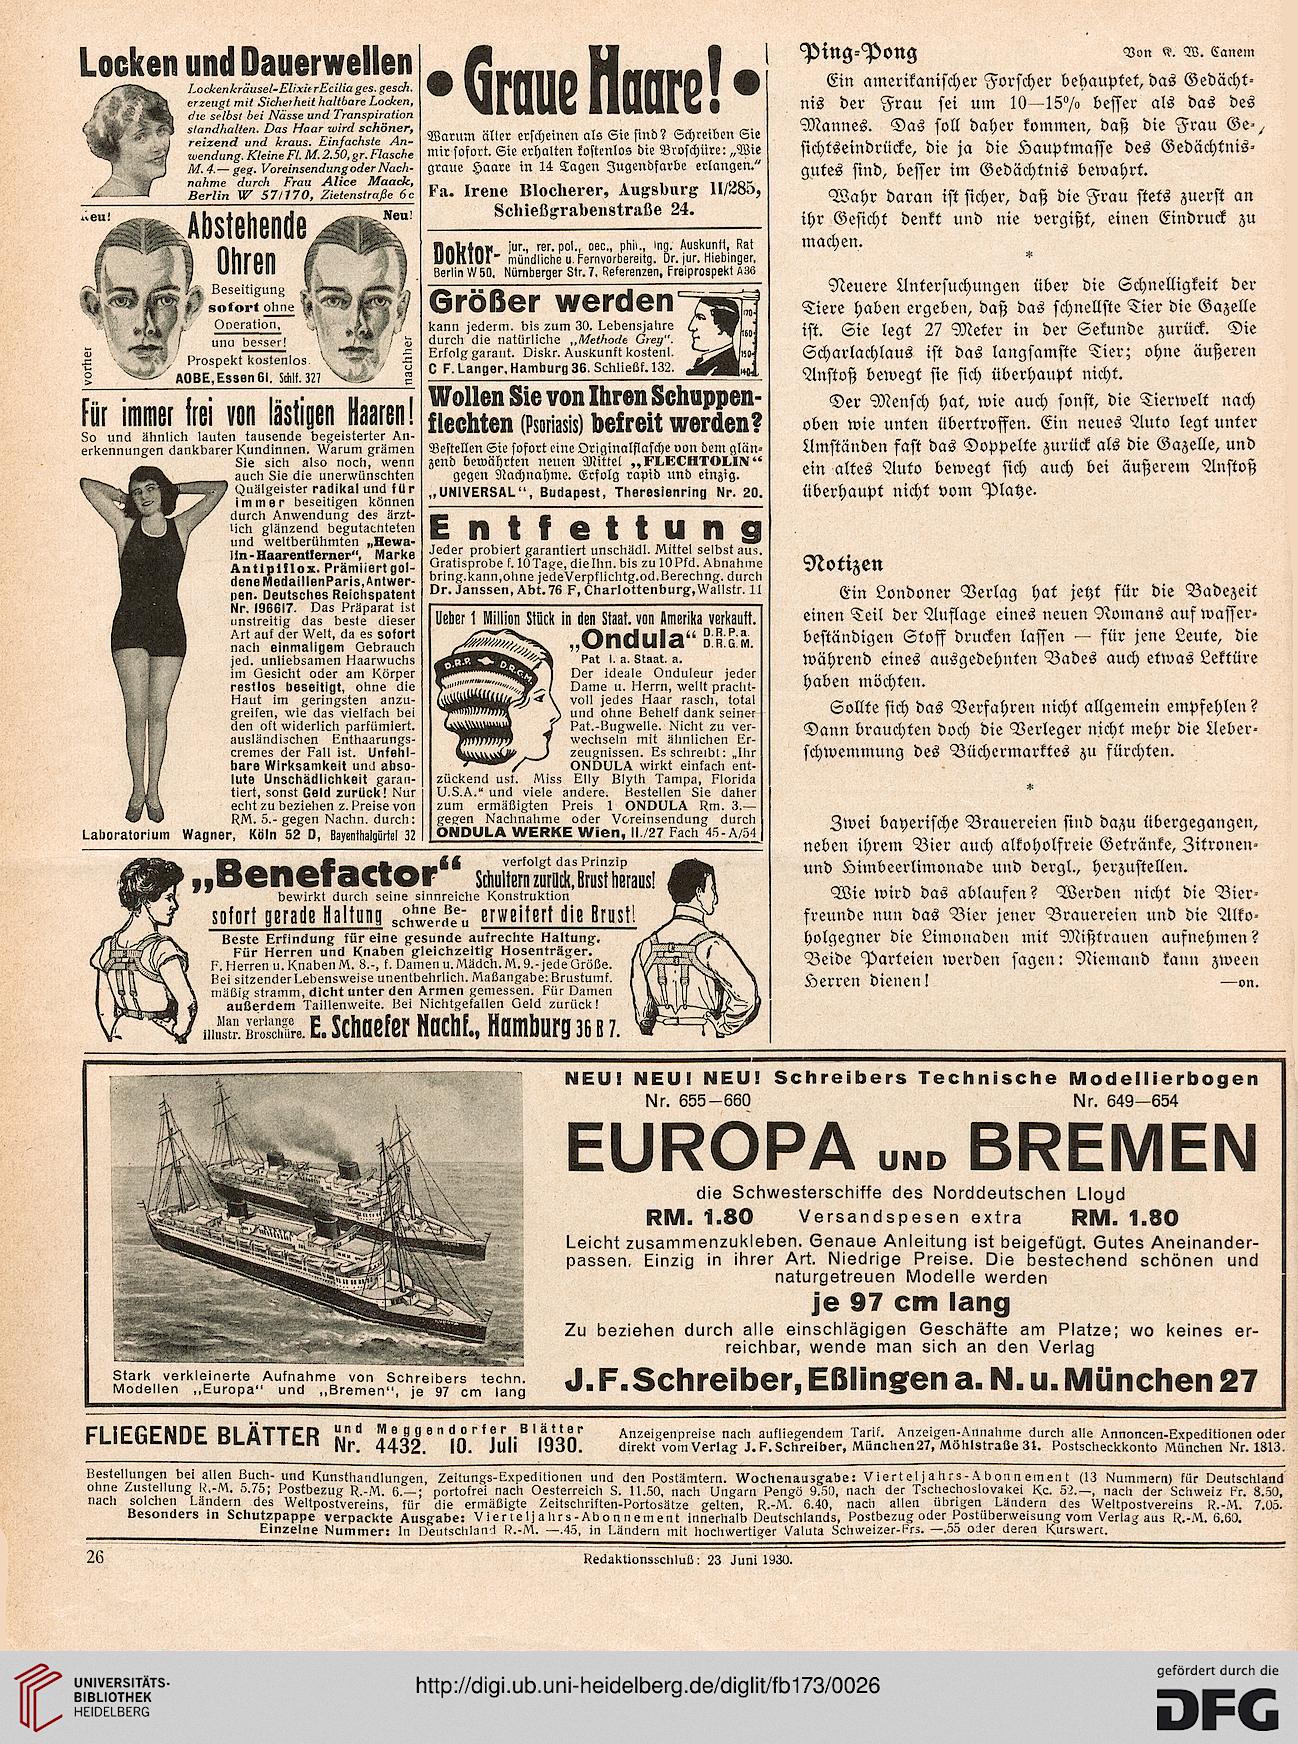 Locken und Dauerwellen
Lockenkräusel-Elixier Ecilia ges. gesch.
erzeugt mit Sicherheit haltbare Locken,
die selbst bei Nässe und Transpiration
standhalten. Das Haar wird schöner,
reizend und kraus. Einfachste An-
wendung. Kleine Fl. M. 2.50, gr. Flasche
M. 4.— geg. Voreinsendung oder Nach-
nahme durch Frau Alice Maack,
Berlin W 57/170, Zietenstraße 6c
Neu!
Neu!
Abstehende
Ohren
Beseitigung
sofort ohne
Operation,
und besser!
Prospekt kostenlos.
AOBE, Essen 61. Schlf. 327
vorher
nachher
Für immer frei von lästigen Haaren!
So und ähnlich lauten tausende begeisterter An-
erkennungen dankbarer Kundinnen. Warum grämen
Sie sich also noch, wenn
auch Sie die unerwünschten
Quälgeister radikal und für
immer beseitigen können
durch Anwendung des ärzt-
lich glänzend begutachteten
und weltberühmten „Hewa-
lin-Haarentferner“, Marke
Antipilox. Prämiiert gol-
dene Medaillen Paris, Antwer-
pen. Deutsches Reichspatent
Nr. 196617. Das Präparat ist
unstreitig das beste dieser
Art auf der Welt, da es sofort
nach einmaligem Gebrauch
jed. unliebsamen Haarwuchs
im Gesicht oder am Körper
restlos beseitigt, ohne die
Haut im geringsten anzu-
greifen, wie das vielfach bei
den oft widerlich parfümiert.
ausländischen Enthaarungs-
cremes der Fall ist. Unfehl-
bare Wirksamkeit und abso-
lute Unschädlichkeit garan-
tiert, sonst Geld zurück! Nur
echt zu beziehen z. Preise von
RM. 5.- gegen Nachn. durch:
Laboratorium Wagner, Köln 52 D, Bayenthalgürtel 32
• Graue Haare! •
Warum älter erscheinen als Sie sind? Schreiben Sie
mir sofort. Sie erhalten kostenlos die Broschüre: „Wie
graue Haare in 14 Tagen Jugendfarbe erlangen.“
Fa. Irene Blocherer, Augsburg II/285,
Schießgrabenstraße 24.
Doktor- jur., rer. pol., oec., phil., ing. Auskunft, Rat
mündliche u. Fernvorbereitg. Dr. jur. Hiebinger,
Berlin W 50, Nürnberger Str. 7. Referenzen, Freiprospekt A36
Größer werden
kann jederm. bis zum 30. Lebensjahre
durch die natürliche „Methode Grey“.
Erfolg garant. Diskr. Auskunft kostenl.
C F. Langer, Hamburg 36. Schließf. 132.
170-
160-
150-
140-
Wollen Sie von Ihren Schuppen-
flechten (Psoriasis) befreit werden?
Bestellen Sie sofort eine Originalflasche von dem glän-
zend bewährten neuen Mittel „FLECHTOLIN“
gegen Nachnahme. Erfolg rapid und einzig.
„UNIVERSAL“, Budapest, Theresienring Nr. 20.
Entfettung
Jeder probiert garantiert unschädl. Mittel selbst aus.
Gratisprobe f. 10 Tage, die Ihn. bis zu 10 Pfd. Abnahme
bring. kann, ohne jede Verpflichtg. od. Berechng. durch
Dr. Janssen, Abt. 76 F, Charlottenburg, Wallstr. 11
Ueber 1 Million Stück in den Staat. von Amerika verkauft.
„Ondula“ D.R.P.a.
D.R.G.M.
Pat i. a. Staat. a.
D.R.P. D.R.G.M.
Der ideale Onduleur jeder
Dame u. Herrn, wellt pracht-
voll jedes Haar rasch, total
und ohne Behelf dank seiner
Pat.-Bugwelle. Nicht zu ver-
wechseln mit ähnlichen Er-
zeugnissen. Es schreibt: „Ihr
ONDULA wirkt einfach ent-
zückend usf. Miss Elly Blyth Tampa, Florida
U.S.A.“ und viele andere. Bestellen Sie daher
zum ermäßigten Preis 1 ONDULA Rm. 3.—
gegen Nachnahme oder Voreinsendung durch
ONDULA WERKE Wien, II./27 Fach 45-A/54
„Benefactor“
verfolgt das Prinzip
Schultern zurück, Brust heraus!
bewirkt durch seine sinnreiche Konstruktion
sofort gerade Haltung ohne Be-
schwerde u erweitert die Brust!
Beste Erfindung für eine gesunde aufrechte Haltung.
Für Herren und Knaben gleichzeitig Hosenträger.
F. Herren u. Knaben M. 8.-, f. Damen u. Mädch. M. 9.- jede Größe.
Bei sitzender Lebensweise unentbehrlich. Maßangabe: Brustumf.
mäßig stramm, dicht unter den Armen gemessen. Für Damen
außerdem Taillenweite. Bei Nichtgefallen Geld zurück!
Man verlange
illustr. Broschüre. E. Schaefer Nachf., Hamburg 36 B 7.
Ping-Pong Von K. W. Canem
Ein amerikanischer Forscher behauptet, das Gedächt-
nis der Frau sei um 10—15% besser als das des
Mannes. Das soll daher kommen, daß die Frau Ge-
sichtseindrücke, die ja die Hauptmasse des Gedächtnis-
gutes sind, besser im Gedächtnis bewahrt.
Wahr daran ist sicher, daß die Frau stets zuerst an
ihr Gesicht denkt und nie vergißt, einen Eindruck zu
machen.
*
Neuere Untersuchungen über die Schnelligkeit der
Tiere haben ergeben, daß das schnellste Tier die Gazelle
ist. Sie legt 27 Meter in der Sekunde zurück. Die
Scharlachlaus ist das langsamste Tier; ohne äußeren
Anstoß bewegt sie sich überhaupt nicht.
Der Mensch hat, wie auch sonst, die Tierwelt nach
oben wie unten übertroffen. Ein neues Auto legt unter
Umständen fast das Doppelte zurück als die Gazelle, und
ein altes Auto bewegt sich auch bei äußerem Anstoß
überhaupt nicht vom Platze.
Notizen
Ein Londoner Verlag hat jetzt für die Badezeit
einen Teil der Auflage eines neuen Romans auf wasser-
beständigen Stoff drucken lassen — für jene Leute, die
während eines ausgedehnten Bades auch etwas Lektüre
haben möchten.
Sollte sich das Verfahren nicht allgemein empfehlen?
Dann brauchten doch die Verleger nicht mehr die Ueber-
schwemmung des Büchermarktes zu fürchten.
*
Zwei bayerische Brauereien sind dazu übergegangen,
neben ihrem Bier auch alkoholfreie Getränke, Zitronen-
und Himbeerlimonade und dergl., herzustellen.
Wie wird das ablaufen? Werden nicht die Bier-
freunde nun das Bier jener Brauereien und die Alko-
holgegner die Limonaden mit Mißtrauen aufnehmen?
Beide Parteien werden sagen: Niemand kann zween
Herren dienen! —on.
NEU! NEU! NEU! Schreibers Technische Modellierbogen
Nr. 655—660 Nr. 649—654
EUROPA UND BREMEN
die Schwesterschiffe des Norddeutschen Lloyd
RM. 1.80 Versandspesen extra RM. 1.80
Leicht zusammenzukleben. Genaue Anleitung ist beigefügt. Gutes Aneinander-
passen. Einzig in ihrer Art. Niedrige Preise. Die bestechend schönen und
naturgetreuen Modelle werden
je 97 cm lang
Zu beziehen durch alle einschlägigen Geschäfte am Platze; wo keines er-
reichbar, wende man sich an den Verlag
J. F. Schreiber, Eßlingen a. N. u. München 27
Stark verkleinerte Aufnahme von Schreibers techn.
Modellen „Europa“ und „Bremen“, je 97 cm lang
FLIEGENDE BLÄTTER und Meggendorfer Blätter
Nr. 4432. 10. Juli 1930.
Anzeigenpreise nach aufliegendem Tarif. Anzeigen-Annahme durch alle Annoncen-Expeditionen oder
direkt vom Verlag J. F. Schreiber, München 27, Möhlstraße 34. Postscheckkonto München Nr. 1813.
Bestellungen bei allen Buch- und Kunsthandlungen, Zeitungs-Expeditionen und den Postämtern. Wochenausgabe: Vierteljahrs-Abonnement (13 Nummern) für Deutschland
ohne Zustellung R.-M. 5.75; Postbezug R.-M. 6.—; portofrei nach Oesterreich S. 11.50, nach Ungarn Pengö 9.50, nach der Tschechoslovakei Kc. 52.—, nach der Schweiz Fr. 8.50,
nach solchen Ländern des Weltpostvereins, für die ermäßigte Zeitschriften-Portosätze gelten, R.-M. 6.40, nach allen übrigen Ländern des Weltpostvereins R.-M. 7.05.
Besonders in Schutzpappe verpackte Ausgabe: Vierteljahrs-Abonnement innerhalb Deutschlands, Postbezug oder Postüberweisung vom Verlag aus R.-M. 6.60.
Einzelne Nummer: In Deutschland R.-M. —.45, in Ländern mit hochwertiger Valuta Schweizer-Frs. —.55 oder deren Kurswert.
26
Redaktionsschluß: 23 Juni 1930.
UNIVERSITÄTS-
BIBLIOTHEK
HEIDELBERG
http://digi.ub.uni-heidelberg.de/diglit/fb173/0026
gefördert durch die
DFG